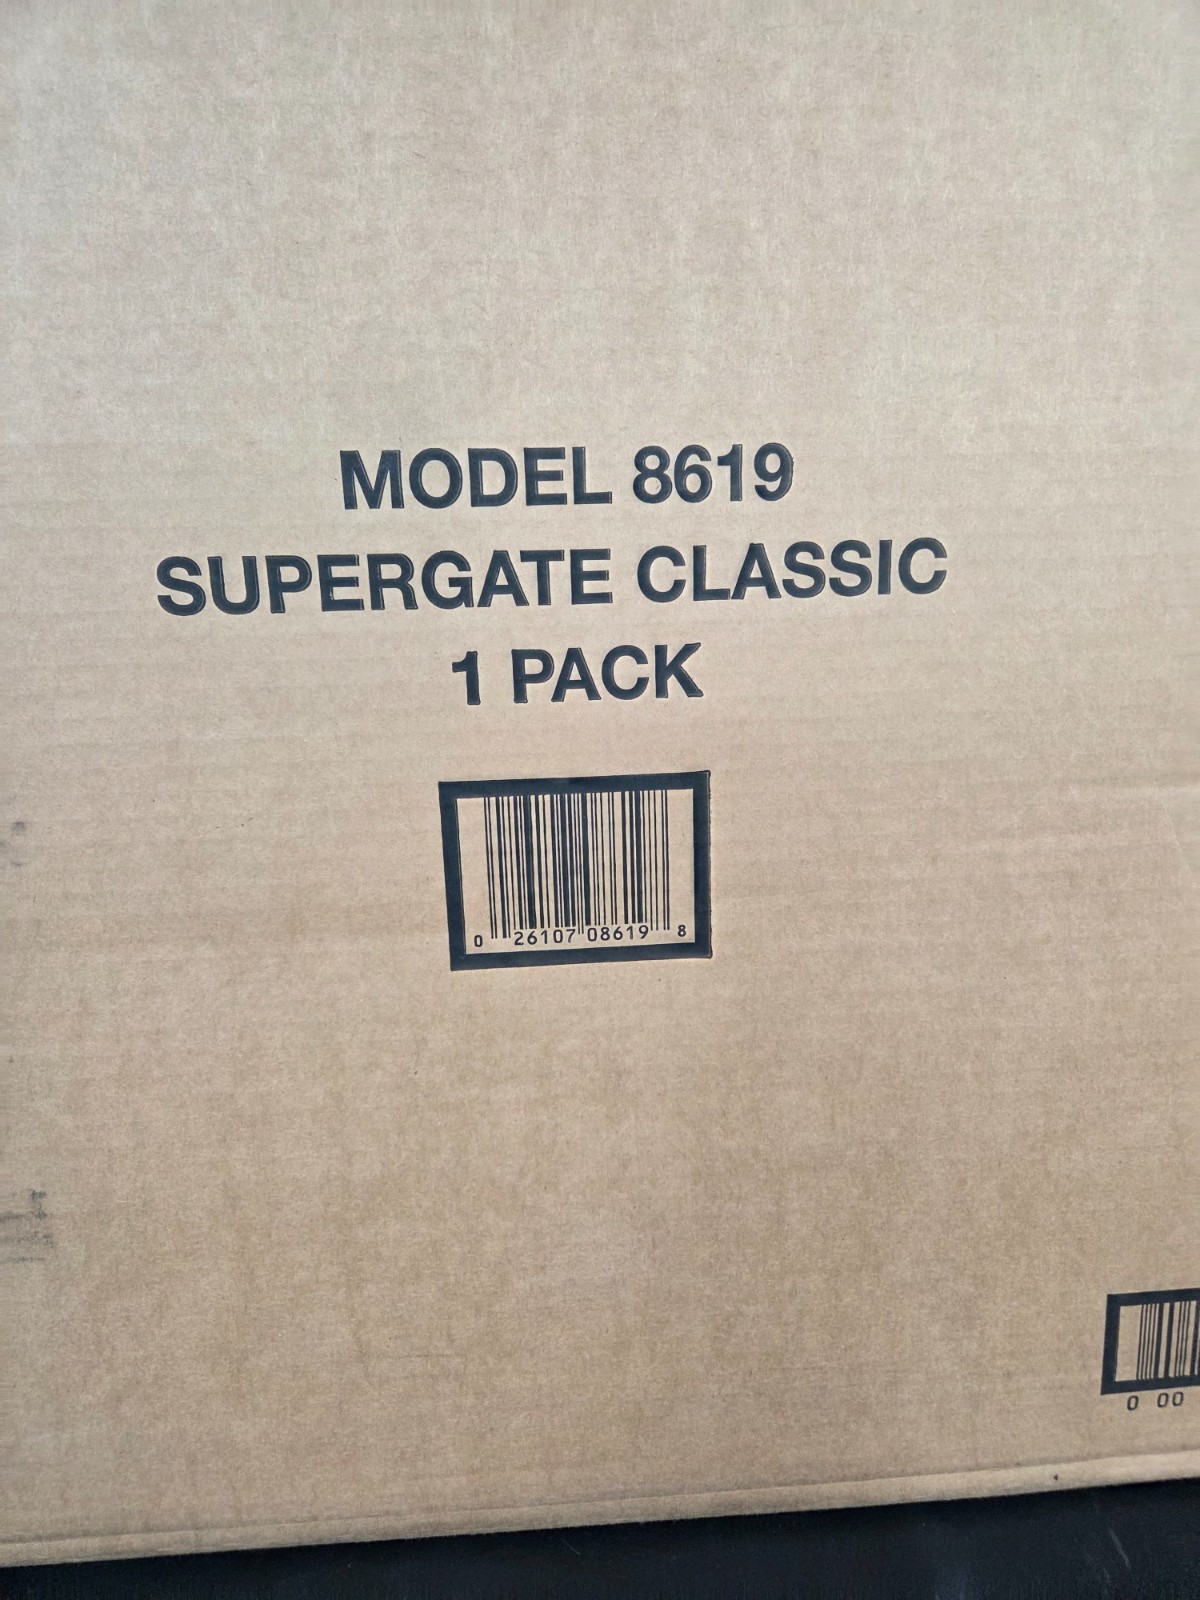 MODEL 8619
SUPERGATE CLASSIC
1 PACK
0 26107 08619 8
0 00